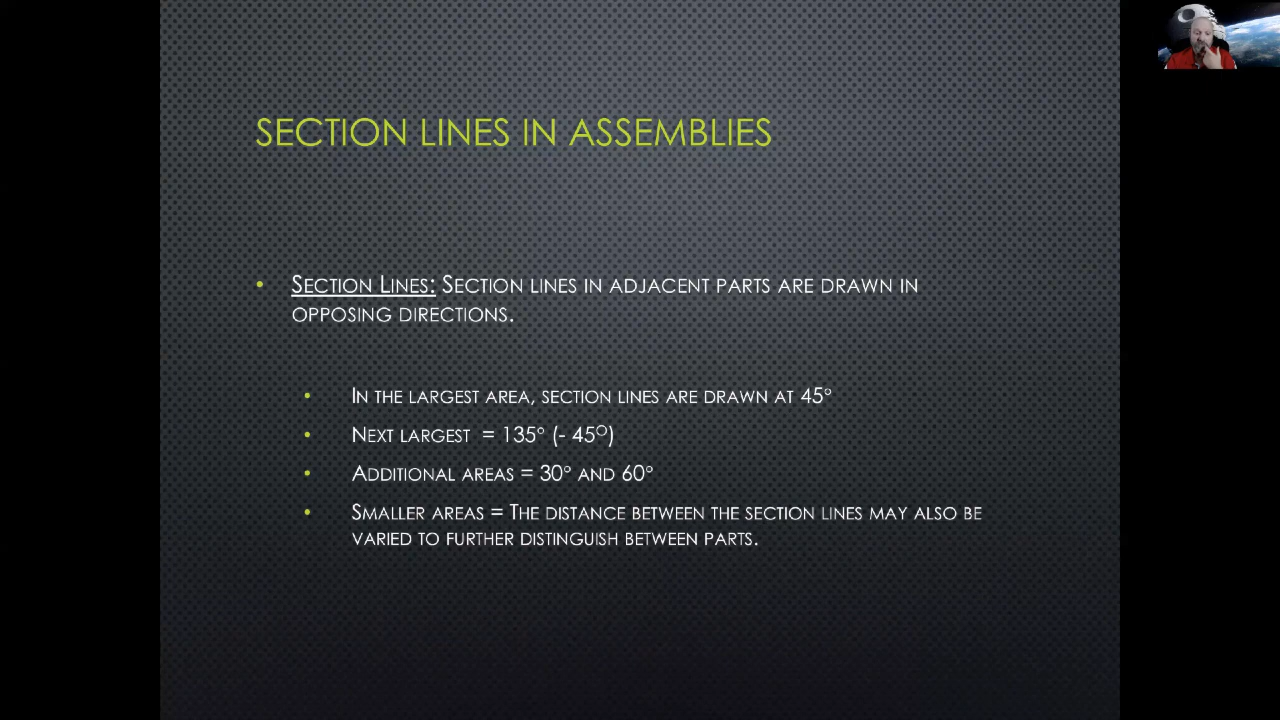 SECTION LINES IN ASSEMBLIES
• SECTION LINES: SECTION LINES IN ADJACENT PARTS ARE DRAWN IN
OPPOSING DIRECTIONS.
• IN THE LARGEST AREA, SECTION LINES ARE DRAWN AT 45°
• NEXT LARGEST = 135° (- 45O)
• ADDITIONAL AREAS = 30° AND 60°
• SMALLER AREAS = THE DISTANCE BETWEEN THE SECTION LINES MAY ALSO BE
VARIED TO FURTHER DISTINGUISH BETWEEN PARTS.